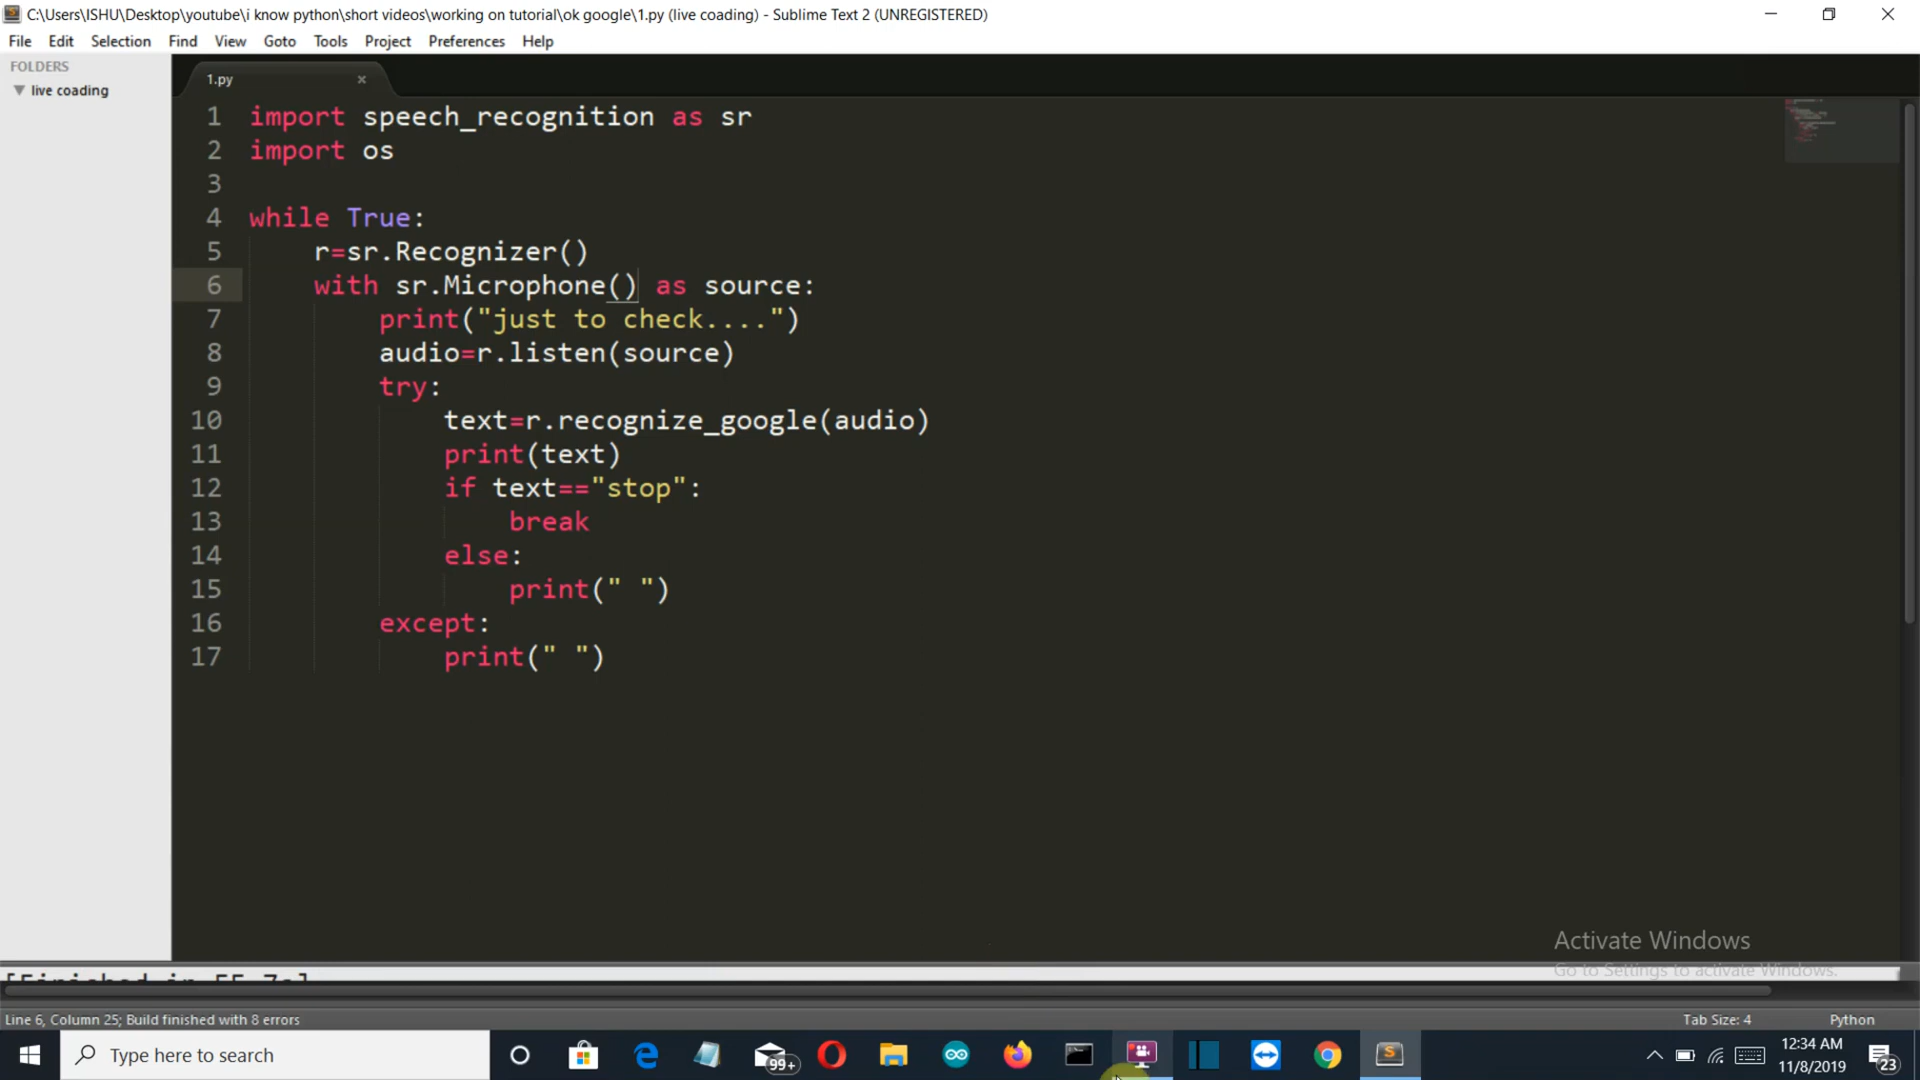 C:\Users\ISHU\Desktop\youtube\i know python\short videos\working on tutorial\ok google\1.py (live coading) - Sublime Text 2 (UNREGISTERED)
File Edit Selection Find View Goto Tools Project Preferences Help
FOLDERS
live coading
1.py
1 import speech_recognition as sr
2 import os
3
4 while True:
5 r=sr.Recognizer()
6 with sr.Microphone() as source:
7 print("just to check....")
8 audio=r.listen(source)
9 try:
10 text=r.recognize_google(audio)
11 print(text)
12 if text=="stop":
13 break
14 else:
15 print(" ")
16 except:
17 print(" ")
Activate Windows
Go to Settings to activate Windows.
[Finished in 55.7s]
Line 6, Column 25; Build finished with 8 errors
Tab Size: 4
Python
Type here to search
99+
12:34 AM
11/8/2019
23